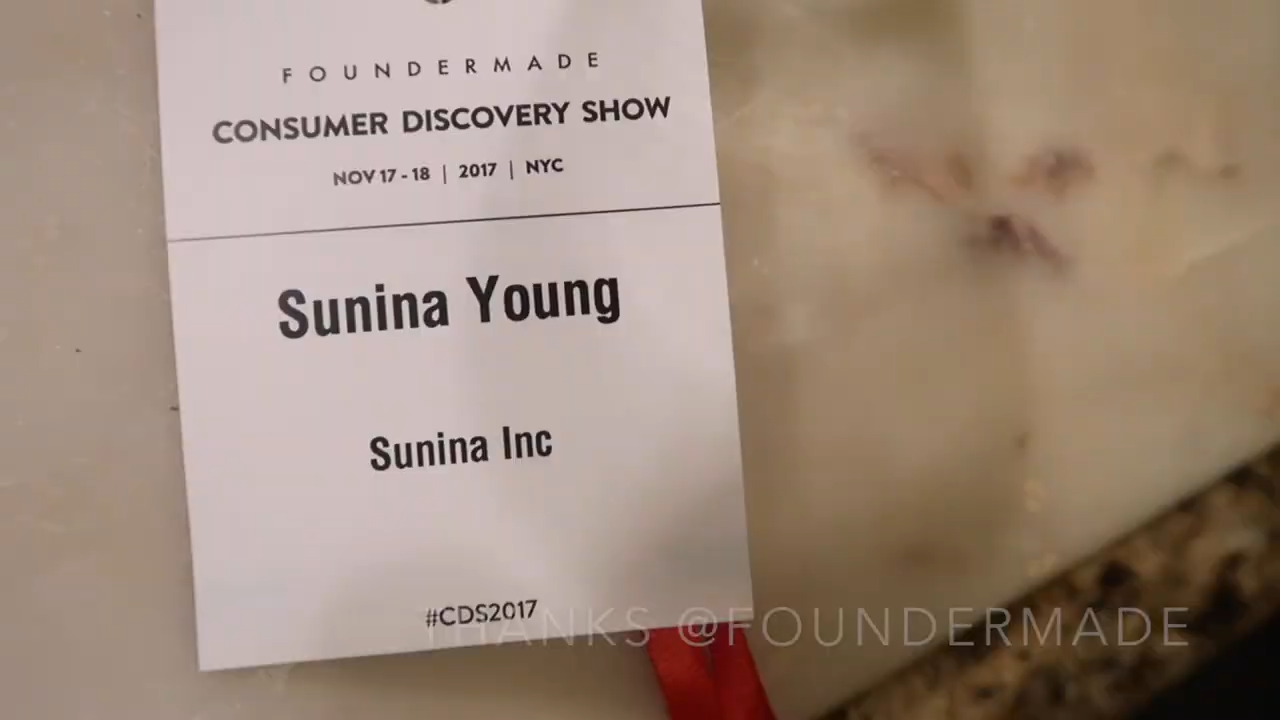 FOUNDERMADE
CONSUMER DISCOVERY SHOW
NOV 17 - 18 | 2017 | NYC
Sunina Young
Sunina Inc
#CDS2017
THANKS @FOUNDERMADE